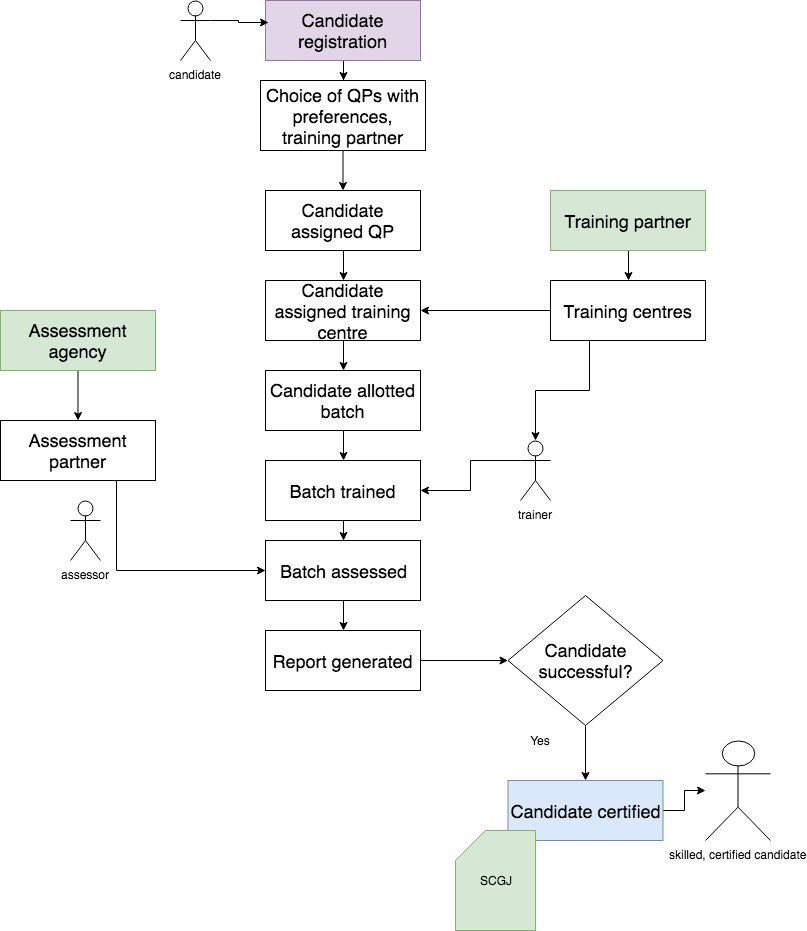 Candidate
registration
candidate
Choice of QPs with
preferences,
training partner
Candidate
assigned QP
Training partner
Candidate
assigned training
centre
Training centres
Assessment
agency
Candidate allotted
batch
Assessment
partner
Batch trained
trainer
assessor
Batch assessed
Report generated
Candidate
successful?
Yes
Candidate certified
skilled, certified candidate
SCGJ